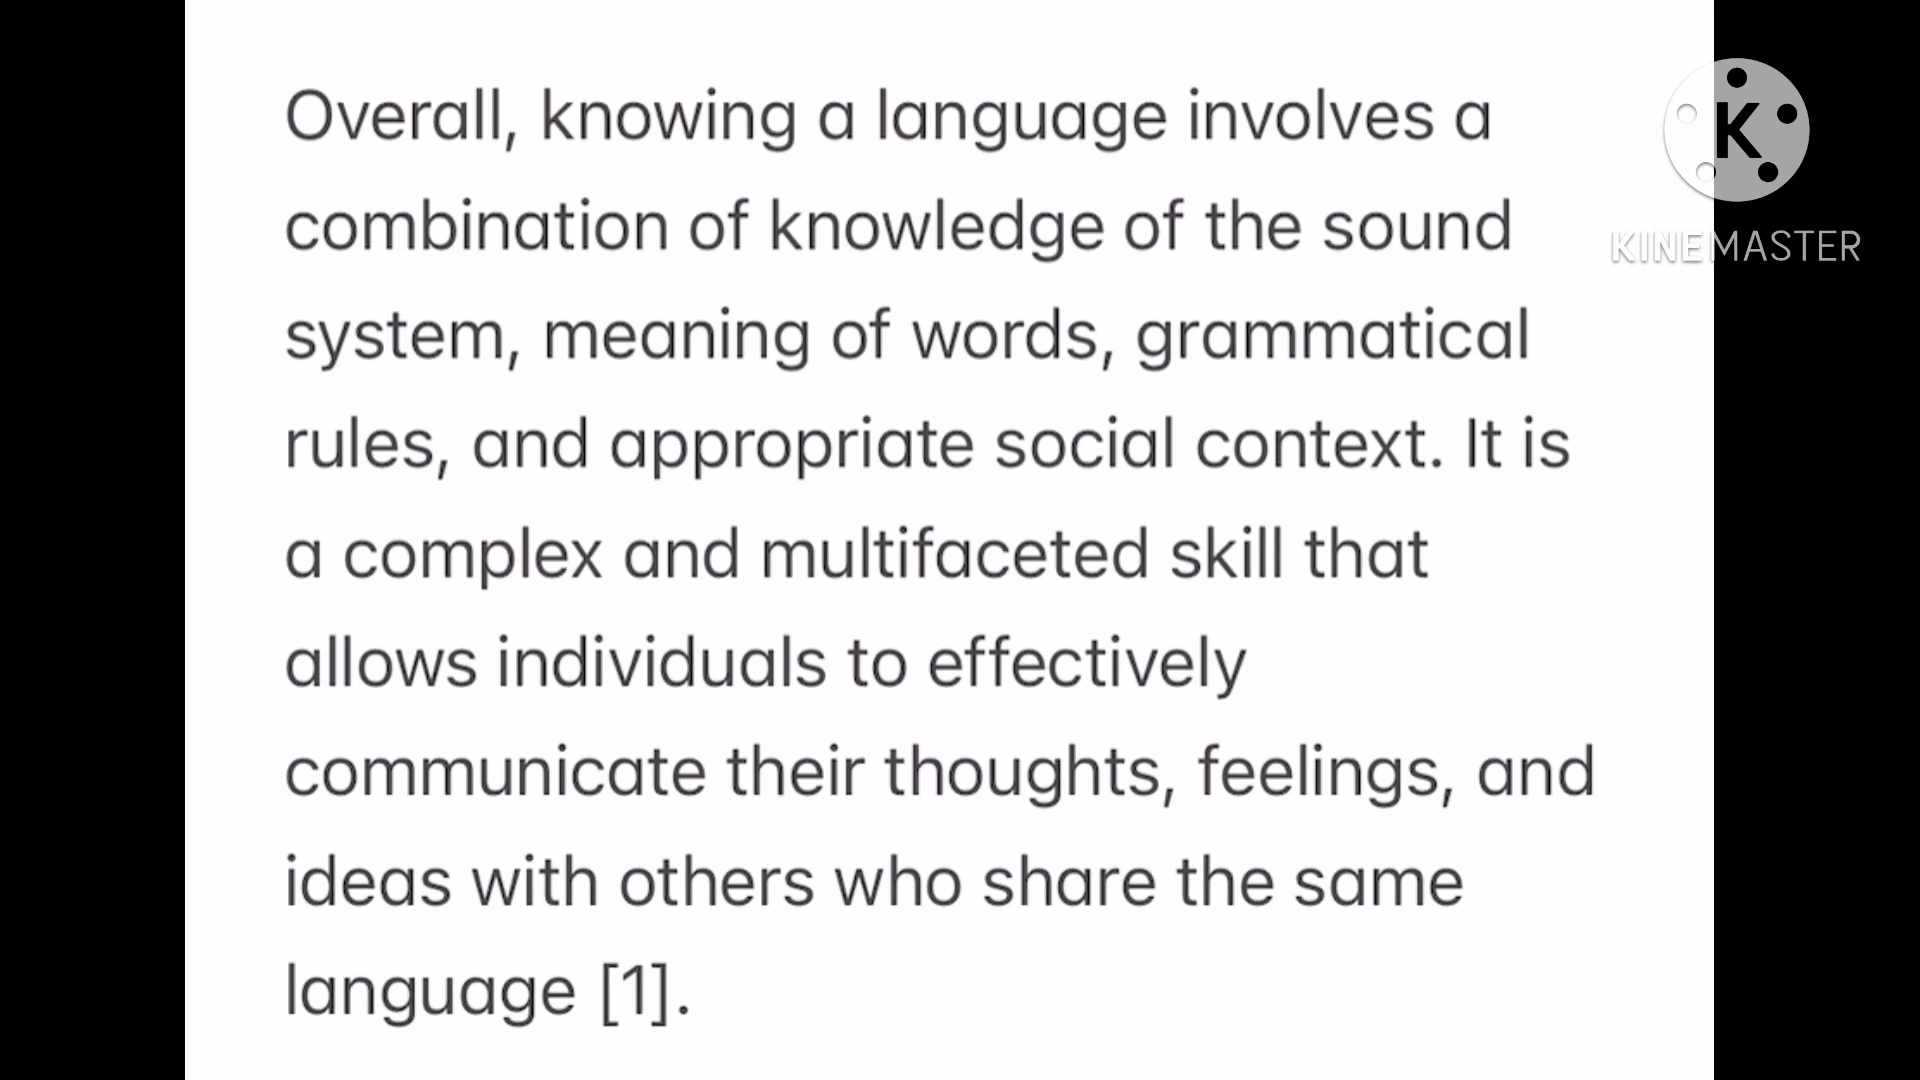 Overall, knowing a language involves a
combination of knowledge of the sound
system, meaning of words, grammatical
rules, and appropriate social context. It is
a complex and multifaceted skill that
allows individuals to effectively
communicate their thoughts, feelings, and
ideas with others who share the same
language [1].
K
KINEMASTER